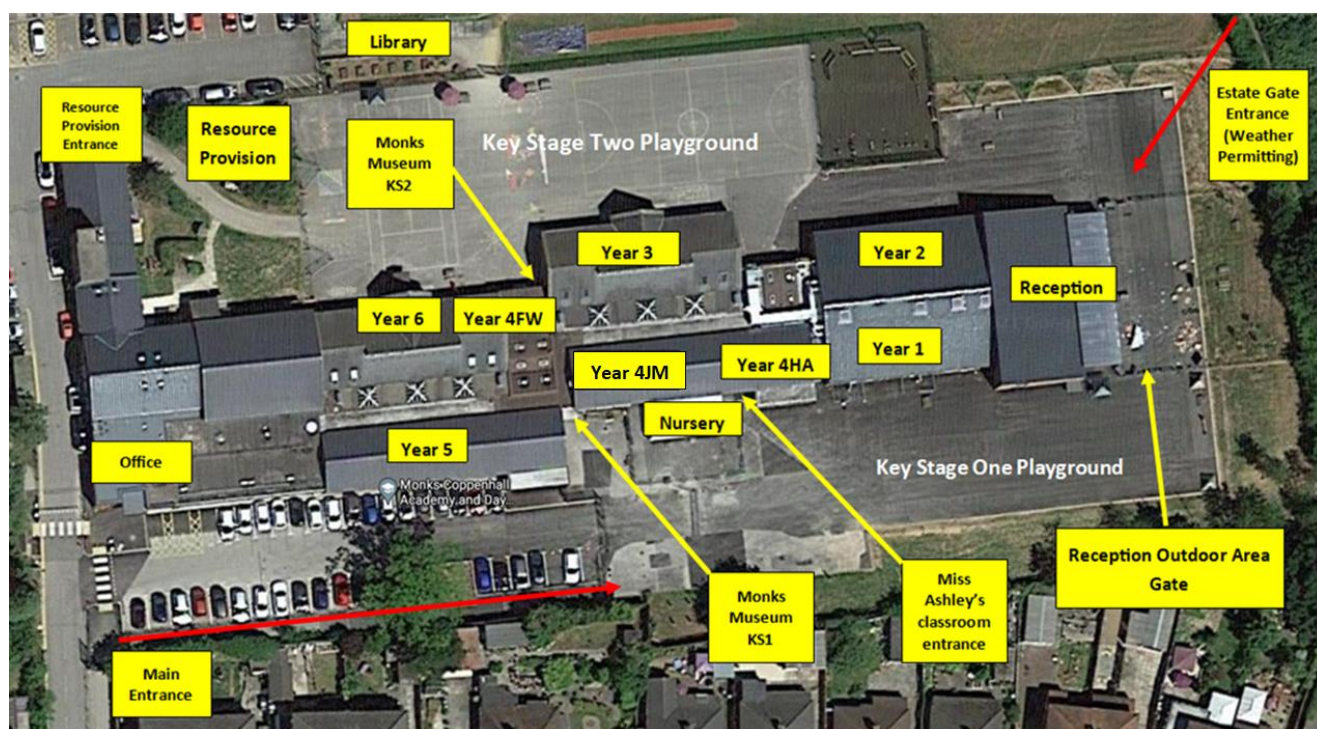 Library
Resource
Provision
Entrance
Resource
Provision
Monks
Museum
KS2
Key Stage Two Playground
Estate Gate
Entrance
(Weather
Permitting)
Year 3
Year 2
Reception
Year 6
Year 4FW
Year 1
Year 4JM
Year 4HA
Nursery
Office
Year 5
Key Stage One Playground
Monks Coppenhall
Academy and Day...
Reception Outdoor Area
Gate
Miss
Ashley's
classroom
entrance
Monks
Museum
KS1
Main
Entrance